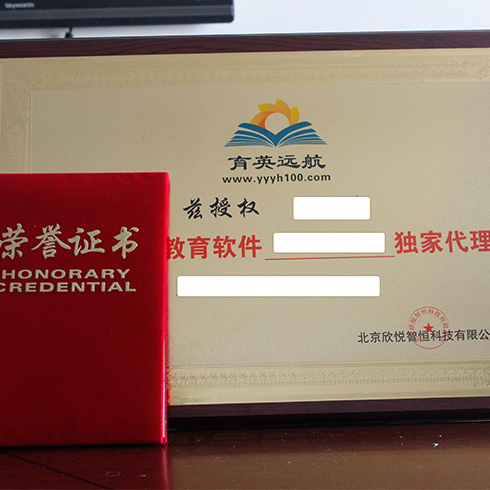 Skyworth
育英远航
www.yyyh100.com
兹授权
教育软件 独家代理
北京欣悦智恒科技有限公
荣誉证书
HONORARY
CREDENTIAL